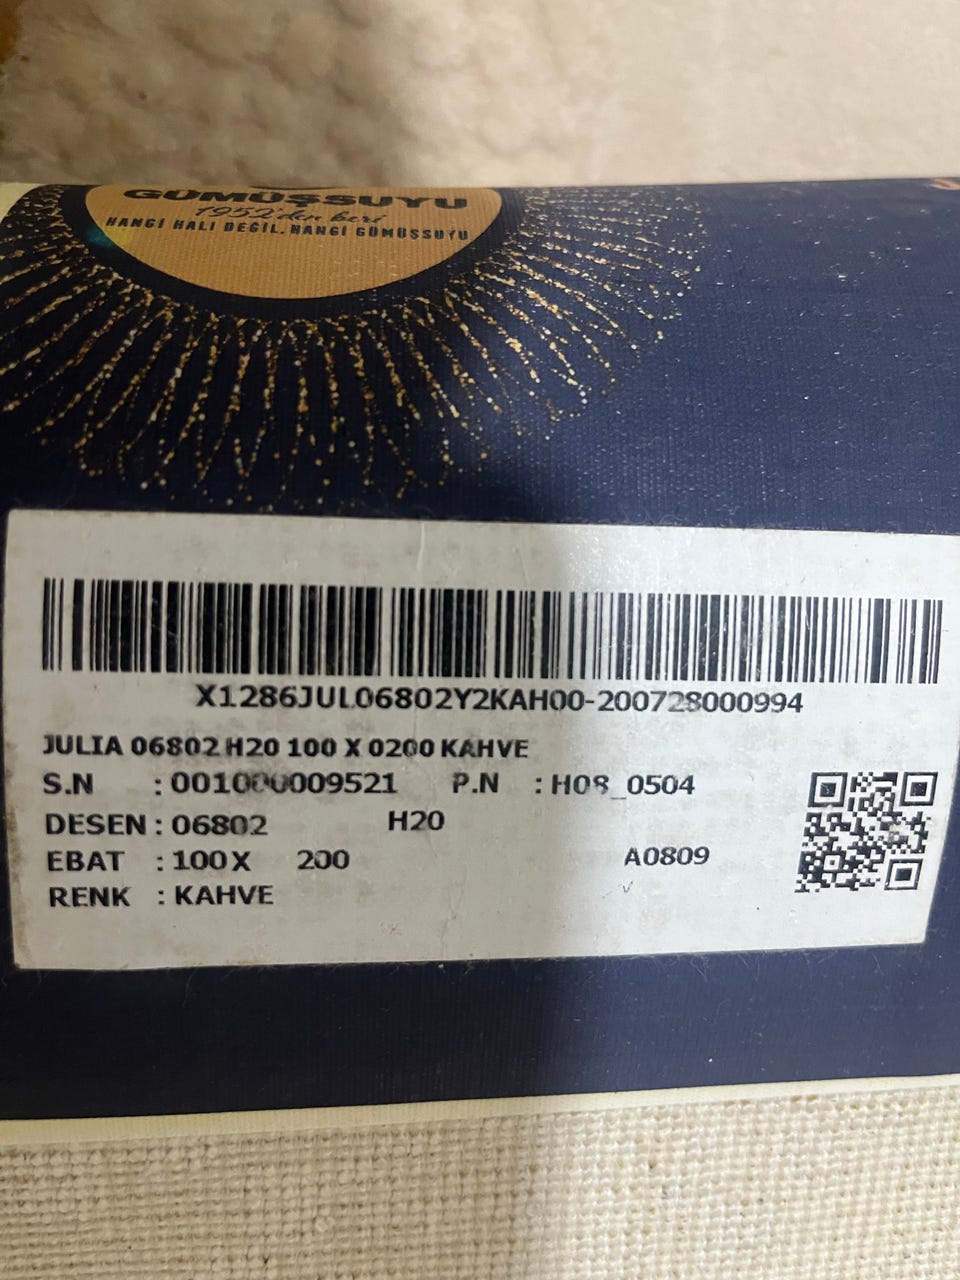 GÜMÜŞSUYU
1952'den beri
HANGİ HALI DEĞİL, HANGİ GÜMÜŞSUYU
X1286JUL06802Y2KAH00-200728000994
JULIA 06802 H20 100 X 0200 KAHVE
S.N : 001000009521 P.N : H08_0504
DESEN : 06802 H20
EBAT : 100 X 200 A0809
RENK : KAHVE